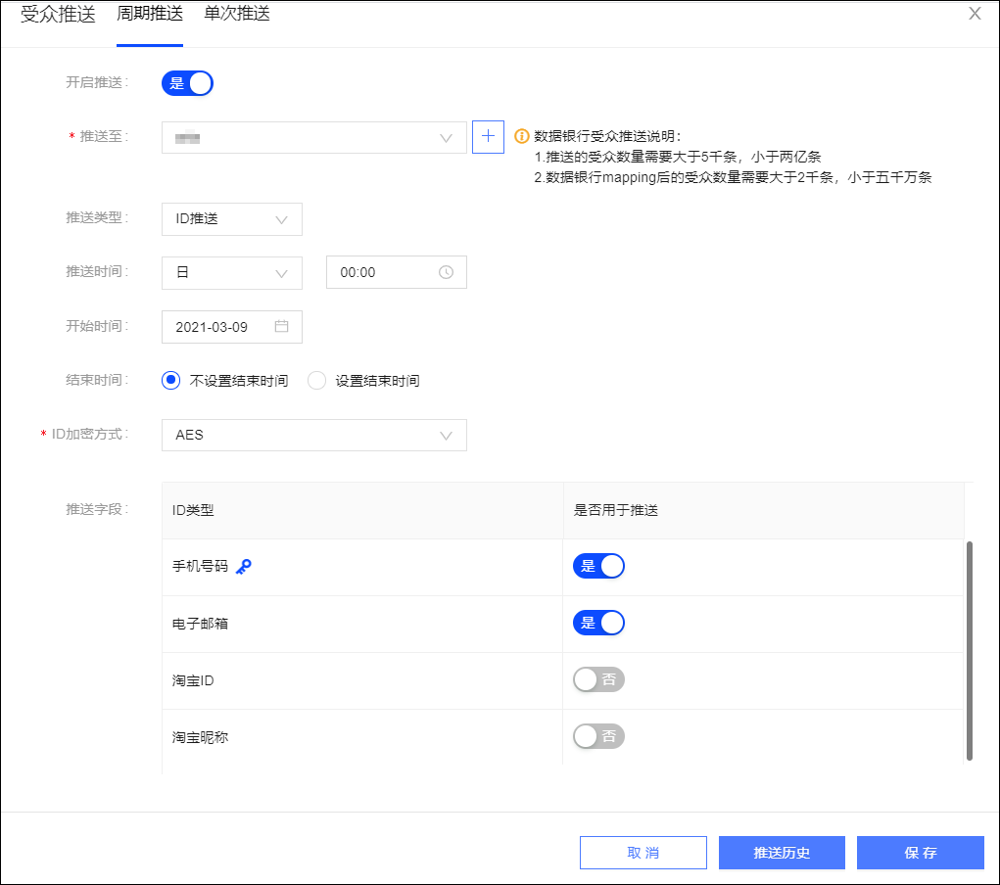 受众推送 周期推送 单次推送 X
开启推送: 是
* 推送至: + 数据银行受众推送说明:
1.推送的受众数量需要大于5千条，小于两亿条
2.数据银行mapping后的受众数量需要大于2千条，小于五千万条
推送类型: ID推送
推送时间: 日 00:00
开始时间: 2021-03-09
结束时间: 不设置结束时间 设置结束时间
* ID加密方式: AES
推送字段: ID类型 是否用于推送
手机号码 是
电子邮箱 是
淘宝ID 否
淘宝昵称 否
取 消 推送历史 保 存